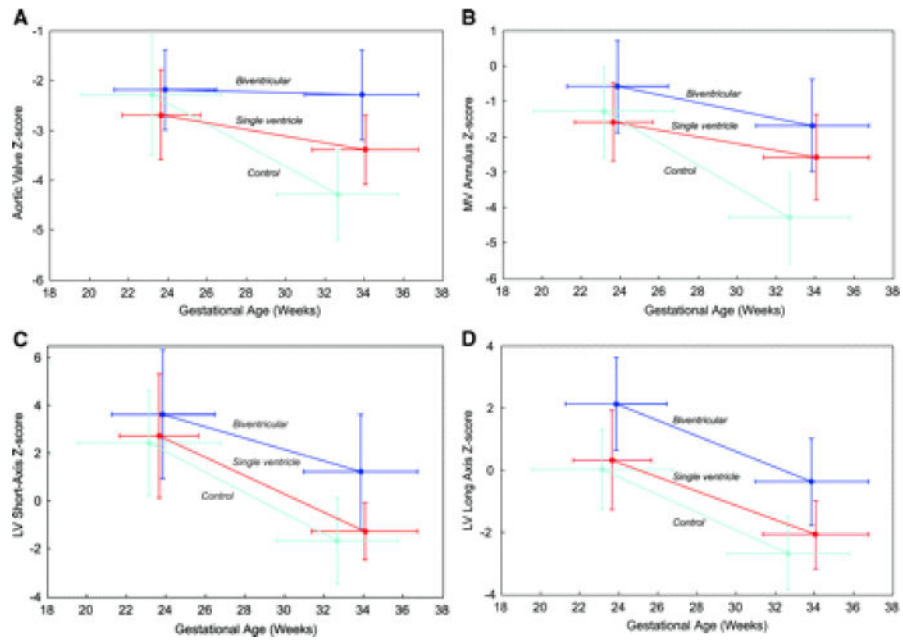 A
Aortic Valve Z-score
-1
-2
-3
-4
-5
-6
Biventricular
Single ventricle
Control
18 20 22 24 26 28 30 32 34 36 38
Gestational Age (Weeks)
B
MV Annulus Z-score
1
0
-1
-2
-3
-4
-5
-6
Biventricular
Single ventricle
Control
18 20 22 24 26 28 30 32 34 36 38
Gestational Age (Weeks)
C
LV Short-Axis Z-score
6
4
2
0
-2
-4
Biventricular
Single ventricle
Control
18 20 22 24 26 28 30 32 34 36 38
Gestational Age (Weeks)
D
LV Long Axis Z-score
4
2
0
-2
-4
Biventricular
Single ventricle
Control
18 20 22 24 26 28 30 32 34 36 38
Gestational Age (Weeks)